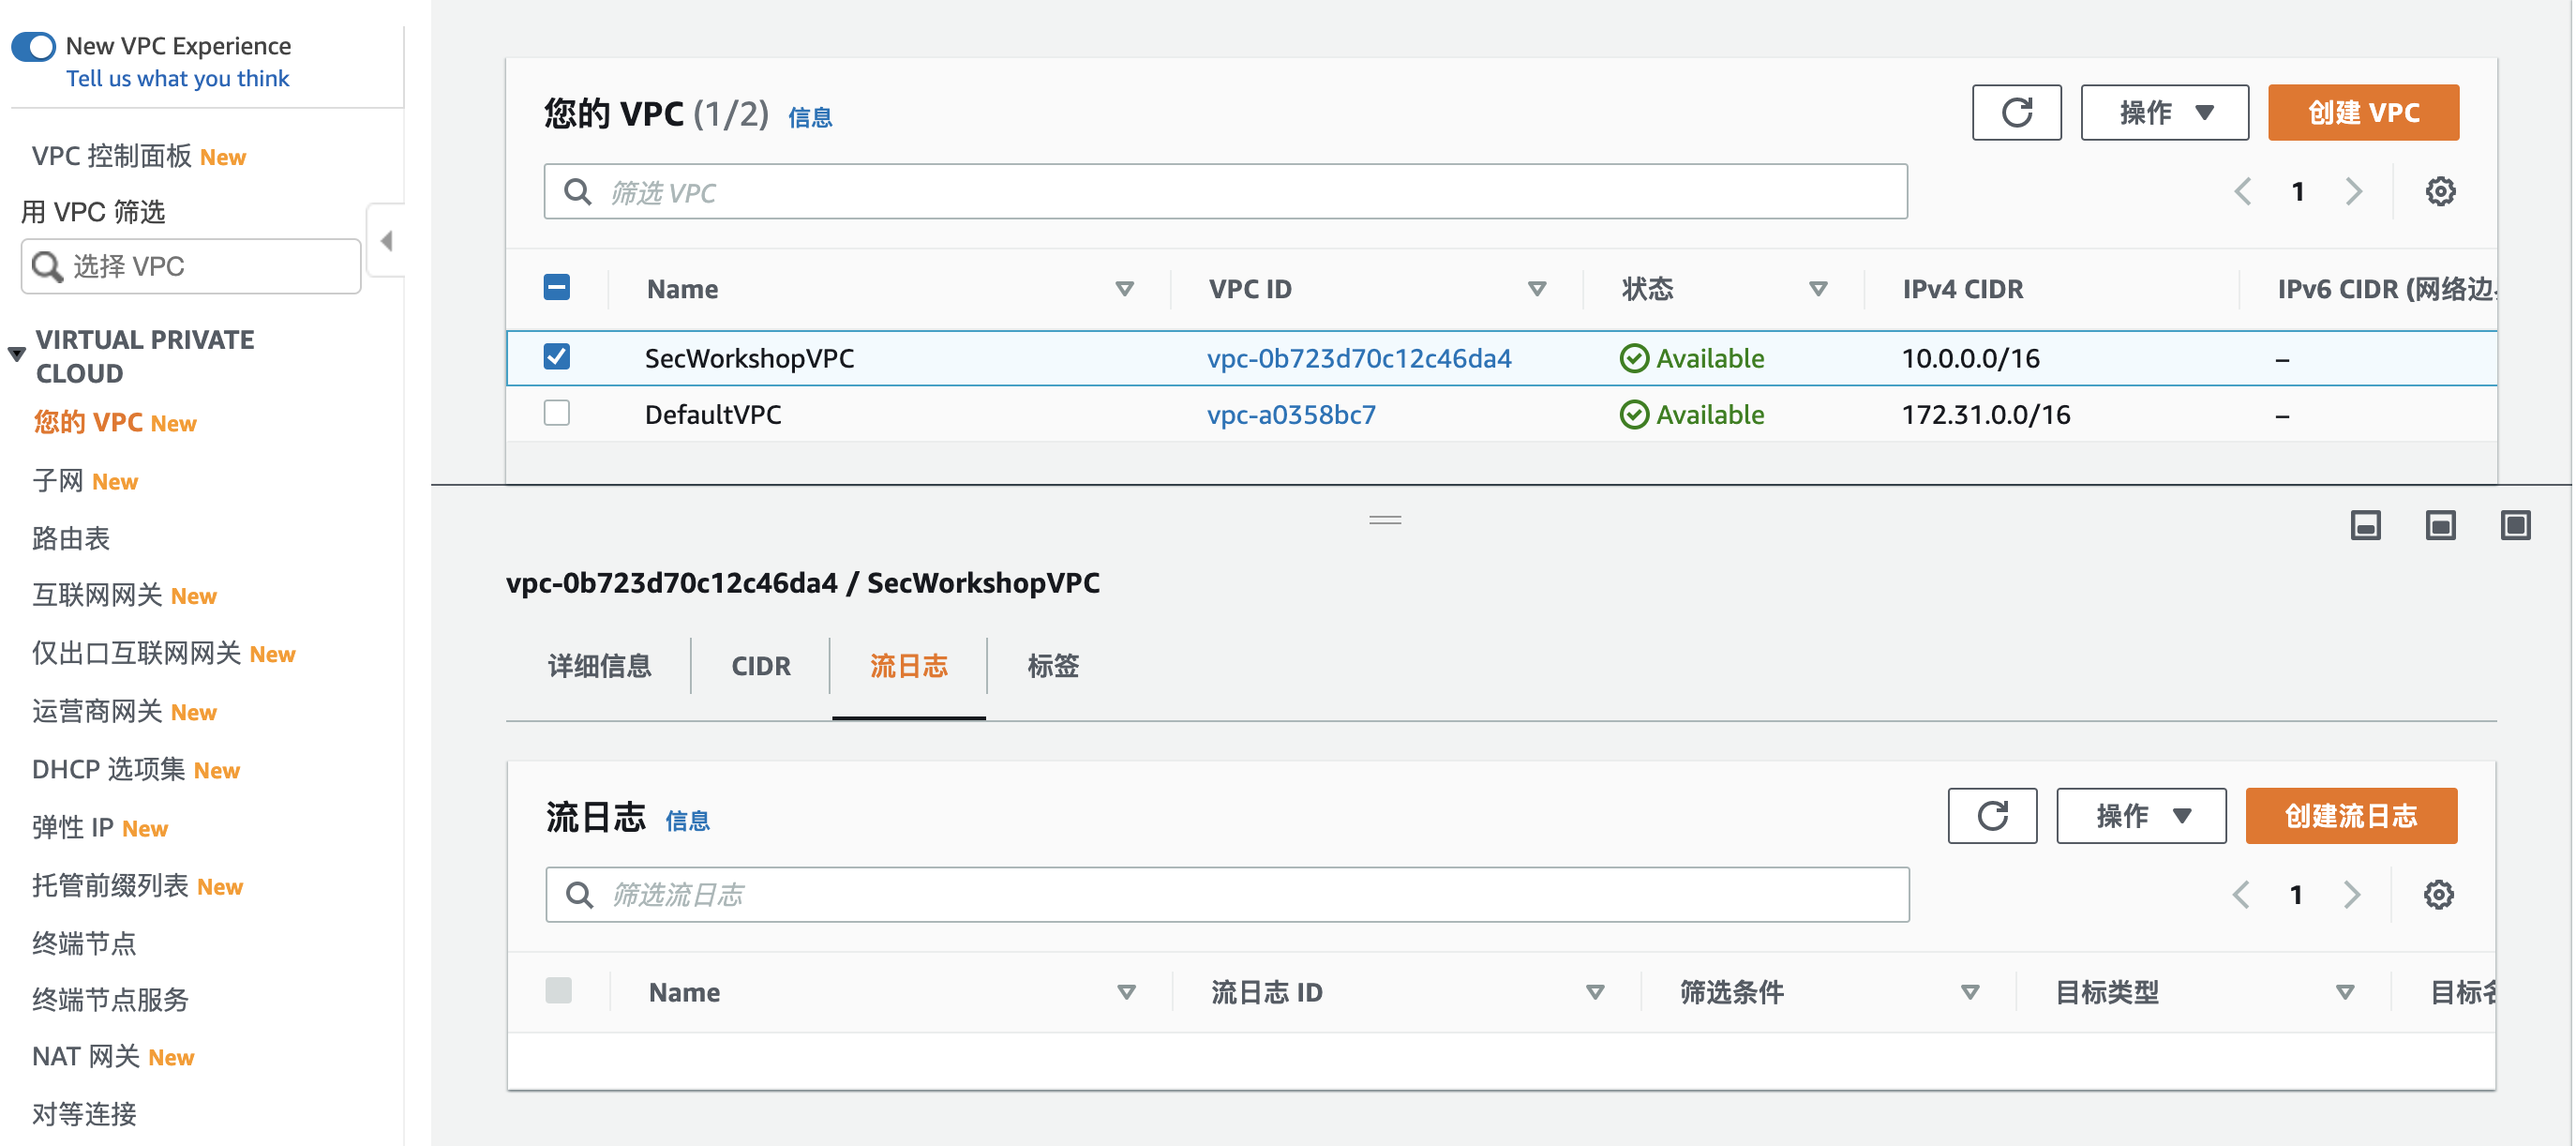 New VPC Experience
Tell us what you think
VPC 控制面板 New
用 VPC 筛选
选择 VPC
VIRTUAL PRIVATE
CLOUD
您的 VPC New
子网 New
路由表
互联网网关 New
仅出口互联网网关 New
运营商网关 New
DHCP 选项集 New
弹性 IP New
托管前缀列表 New
终端节点
终端节点服务
NAT 网关 New
对等连接
您的 VPC (1/2) 信息
操作
创建 VPC
筛选 VPC
1
Name VPC ID 状态 IPv4 CIDR IPv6 CIDR (网络边
SecWorkshopVPC vpc-0b723d70c12c46da4 Available 10.0.0.0/16 –
DefaultVPC vpc-a0358bc7 Available 172.31.0.0/16 –
vpc-0b723d70c12c46da4 / SecWorkshopVPC
详细信息 CIDR 流日志 标签
流日志 信息
操作
创建流日志
筛选流日志
1
Name 流日志 ID 筛选条件 目标类型 目标名